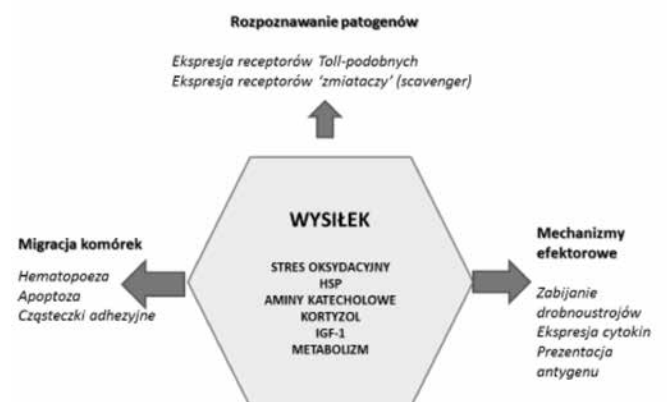 Rozpoznawanie patogenów
Ekspresja receptorów Toll-podobnych
Ekspresja receptorów 'zmiataczy' (scavenger)
Migracja komórek
Hematopoeza
Apoptoza
Cząsteczki adhezyjne
WYSIŁEK
STRES OKSYDACYJNY
HSP
AMINY KATECHOLOWE
KORTYZOL
IGF-1
METABOLIZM
Mechanizmy
efektorowe
Zabijanie
drobnoustrojów
Ekspresja cytokin
Prezentacja
antygenu